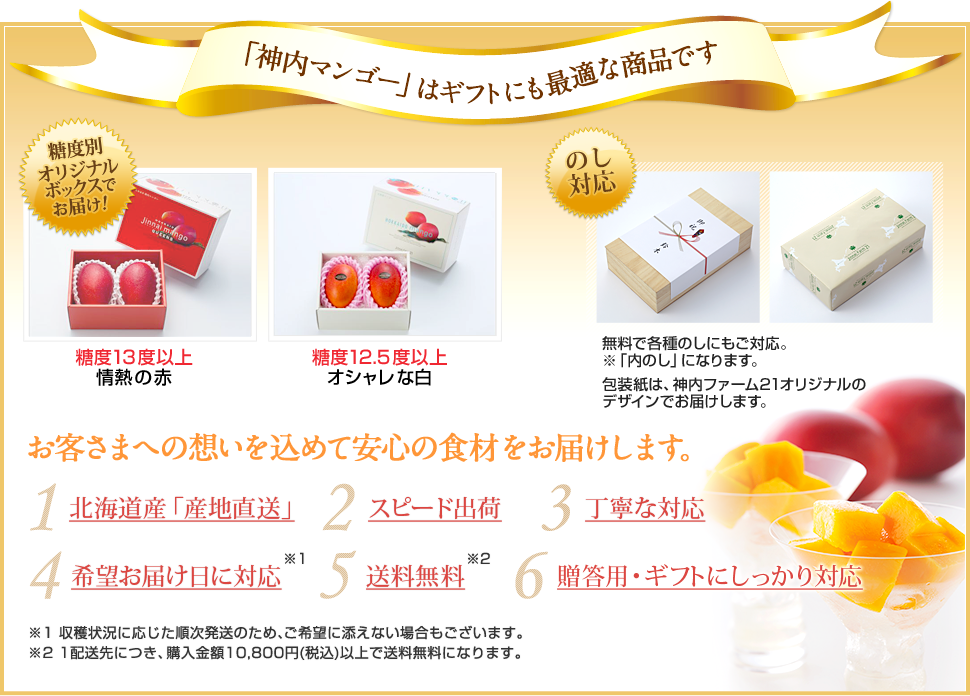 「神内マンゴー」はギフトにも最適な商品です
糖度別
オリジナル
ボックスで
お届け!
Jinnai mango
糖度13度以上
情熱の赤
糖度12.5度以上
オシャレな白
のし
対応
無料で各種のしにもご対応。
※「内のし」になります。
包装紙は、神内ファーム21オリジナルの
デザインでお届けします。
お客さまへの想いを込めて安心の食材をお届けします。
1 北海道産「産地直送」
2 スピード出荷
3 丁寧な対応
4 希望お届け日に対応※1
5 送料無料※2
6 贈答用・ギフトにしっかり対応
※1 収穫状況に応じた順次発送のため、ご希望に添えない場合もございます。
※2 1配送先につき、購入金額10,800円(税込)以上で送料無料になります。